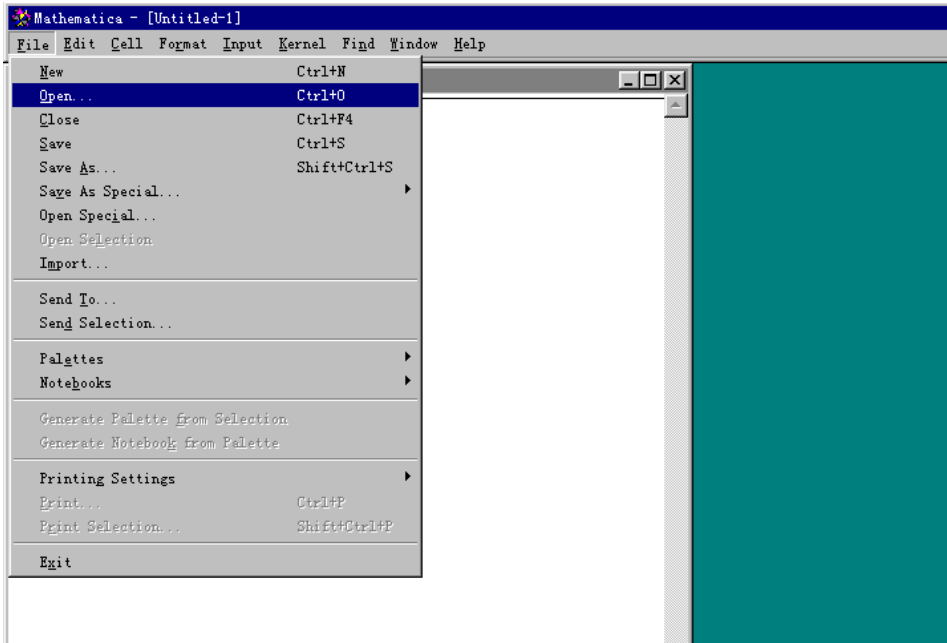 Mathematica - [Untitled-1]
File Edit Cell Format Input Kernel Find Window Help
New Ctrl+N
Open... Ctrl+O
Close Ctrl+F4
Save Ctrl+S
Save As... Shift+Ctrl+S
Save As Special...
Open Special...
Open Selection
Import...
Send To...
Send Selection...
Palettes
Notebooks
Generate Palette from Selection
Generate Notebook from Palette
Printing Settings
Print... Ctrl+P
Print Selection... Shift+Ctrl+P
Exit